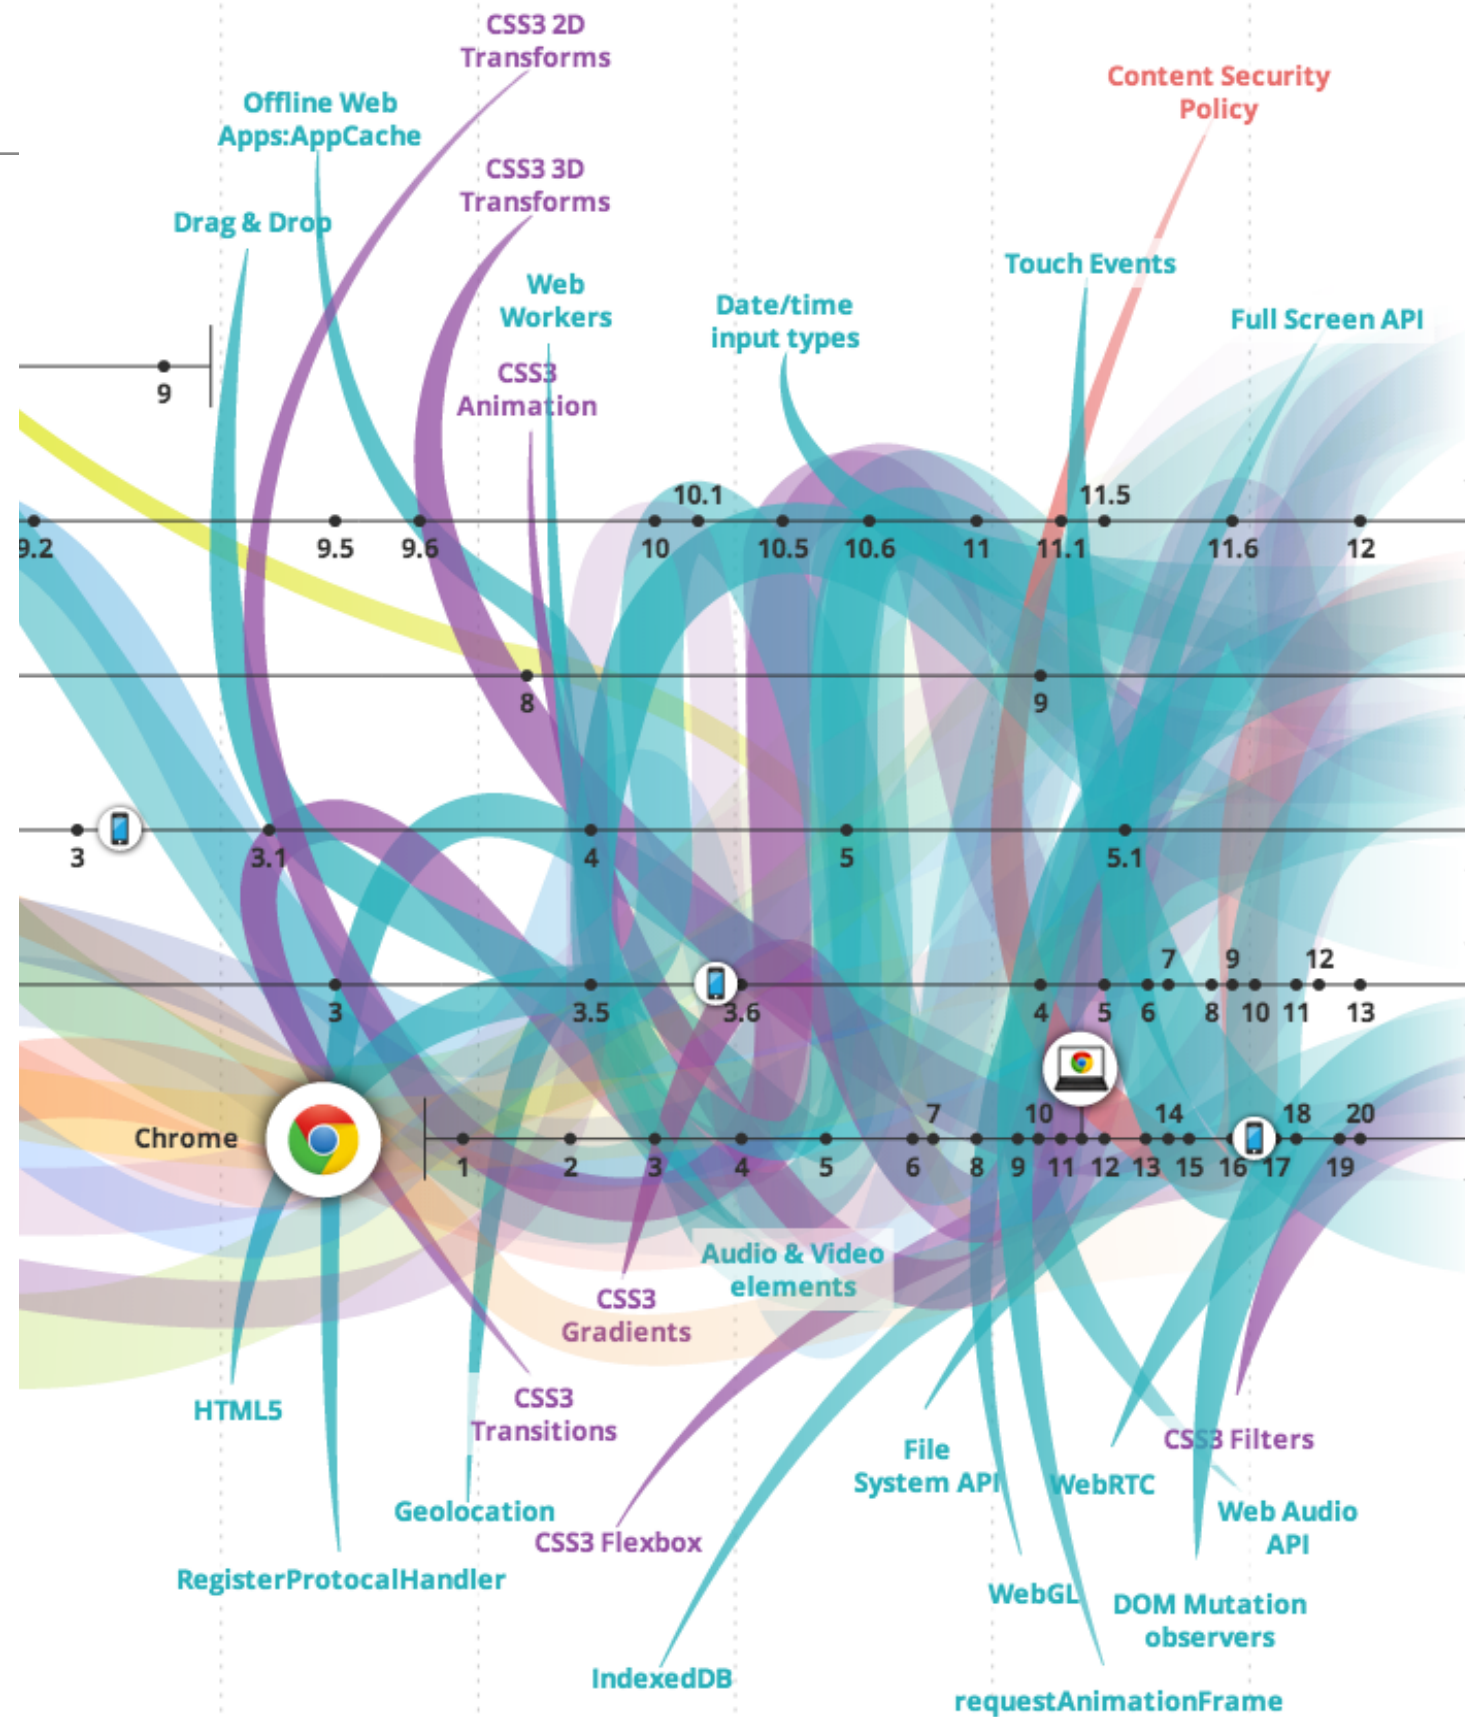 CSS3 2D
Transforms
Content Security
Policy
Offline Web
Apps:AppCache
CSS3 3D
Transforms
Drag & Drop
Touch Events
Web
Workers
Date/time
input types
Full Screen API
CSS3
Animation
9
10.1
11.5
9.2
9.5
9.6
10
10.5
10.6
11
11.1
11.6
12
8
9
3
3.1
4
5
5.1
7
9
12
3
3.5
3.6
4
5
6
8
10
11
13
Chrome
7
10
14
18
20
1
2
3
4
5
6
8
9
11
12
13
15
16
17
19
Audio & Video
elements
CSS3
Gradients
HTML5
CSS3
Transitions
CSS3 Filters
File
System API
WebRTC
Geolocation
CSS3 Flexbox
Web Audio
API
RegisterProtocalHandler
WebGL
DOM Mutation
observers
IndexedDB
requestAnimationFrame